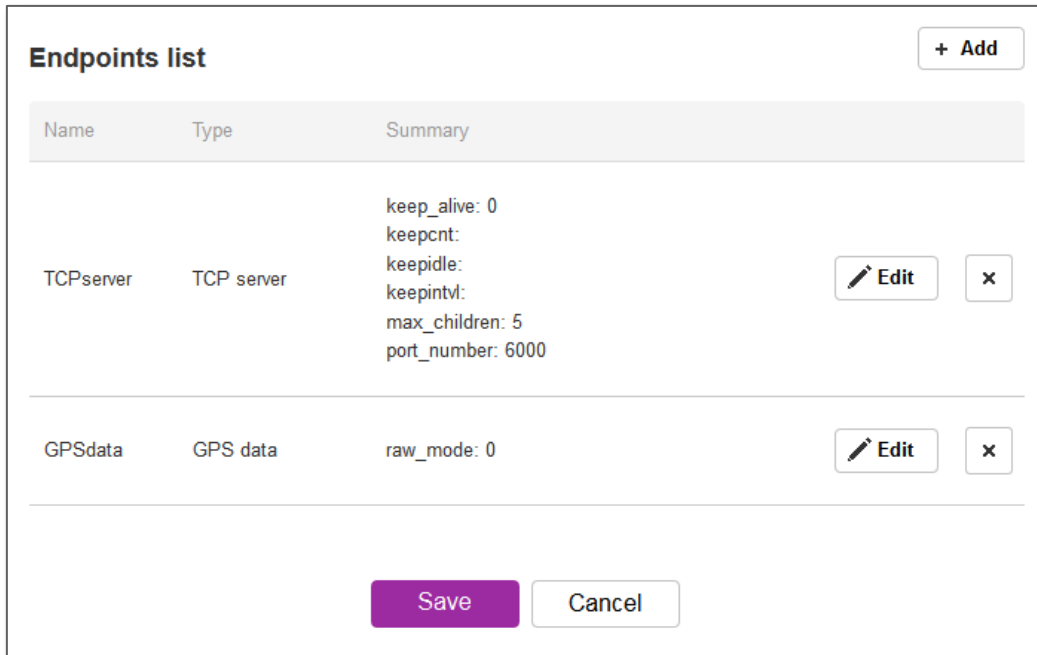 Endpoints list
+ Add
Name Type Summary
keep_alive: 0
keepcnt:
keepidle:
TCPserver TCP server Edit ×
keepintvl:
max_children: 5
port_number: 6000
GPSdata GPS data raw_mode: 0 Edit ×
Save Cancel